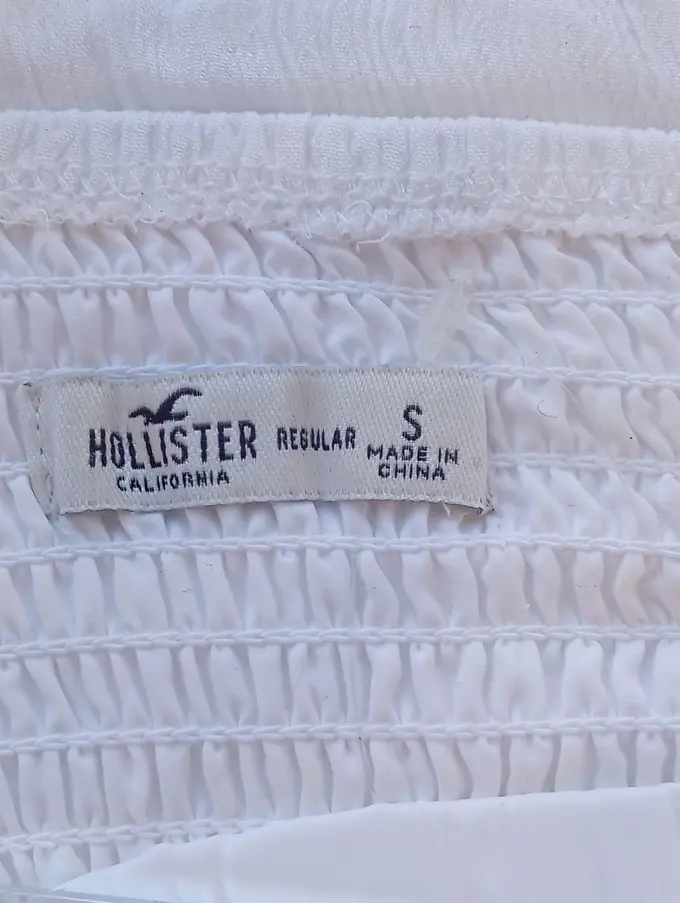 HOLLISTER
CALIFORNIA
REGULAR
S
MADE IN
CHINA